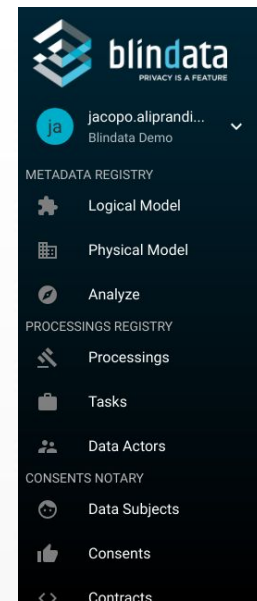 blindata
PRIVACY IS A FEATURE
ja
jacopo.aliprandi...
Blindata Demo
METADATA REGISTRY
Logical Model
Physical Model
Analyze
PROCESSINGS REGISTRY
Processings
Tasks
Data Actors
CONSENTS NOTARY
Data Subjects
Consents
Contracts